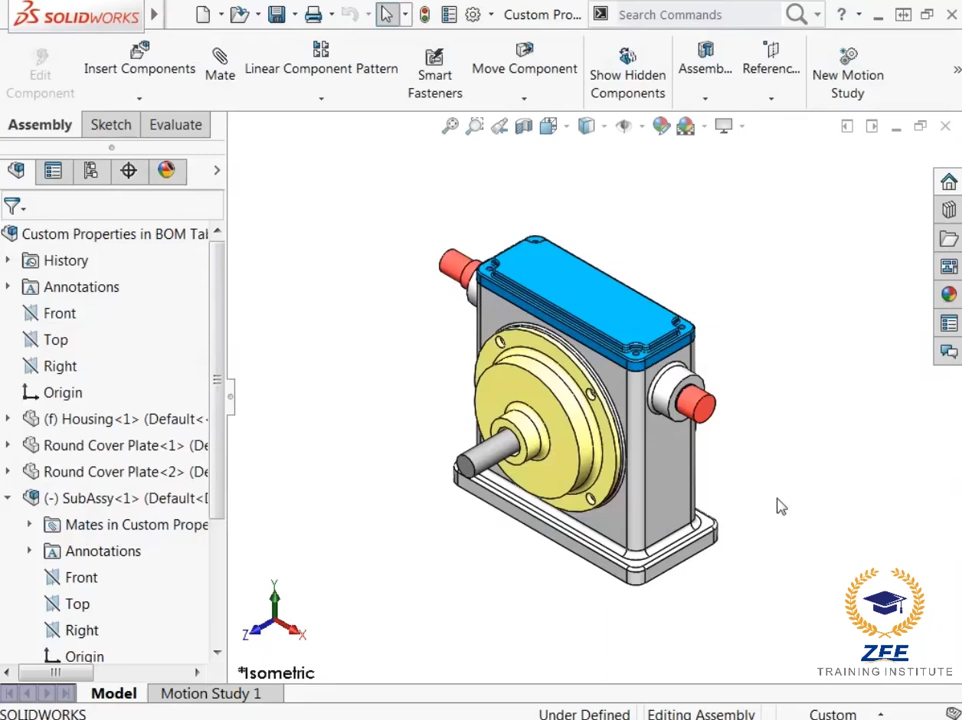 SOLIDWORKS
Custom Pro...
Search Commands
?
Edit
Component
Insert Components
Mate
Linear Component Pattern
Smart
Fasteners
Move Component
Show Hidden
Components
Assemb...
Referenc...
New Motion
Study
»
Assembly
Sketch
Evaluate
Custom Properties in BOM Tal
History
Annotations
Front
Top
Right
Origin
(f) Housing<1> (Default<
Round Cover Plate<1> (De
Round Cover Plate<2> (De
(-) SubAssy<1> (Default<D
Mates in Custom Prope
Annotations
Front
Top
Right
Origin
Y
Z
X
*Isometric
ZFE
TRAINING INSTITUTE
Model
Motion Study 1
SOLIDWORKS
Under Defined
Editing Assembly
Custom